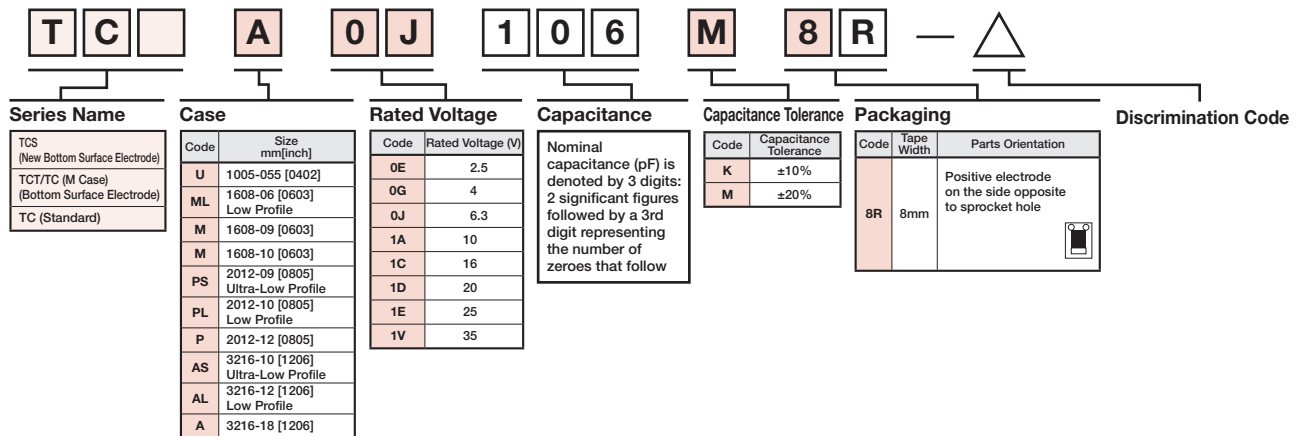 T C A 0 J 1 0 6 M 8 R —
Series Name
TCS
(New Bottom Surface Electrode)
TCT/TC (M Case)
(Bottom Surface Electrode)
TC (Standard)
Case
Code Size
mm[inch]
U 1005-055 [0402]
ML 1608-06 [0603]
Low Profile
M 1608-09 [0603]
M 1608-10 [0603]
PS 2012-09 [0805]
Ultra-Low Profile
PL 2012-10 [0805]
Low Profile
P 2012-12 [0805]
AS 3216-10 [1206]
Ultra-Low Profile
AL 3216-12 [1206]
Low Profile
A 3216-18 [1206]
Rated Voltage
Code Rated Voltage (V)
0E 2.5
0G 4
0J 6.3
1A 10
1C 16
1D 20
1E 25
1V 35
Capacitance
Nominal
capacitance (pF) is
denoted by 3 digits:
2 significant figures
followed by a 3rd
digit representing
the number of
zeroes that follow
Capacitance Tolerance
Code Capacitance
Tolerance
K ±10%
M ±20%
Packaging
Code Tape
Width Parts Orientation
8R 8mm Positive electrode
on the side opposite
to sprocket hole
Discrimination Code